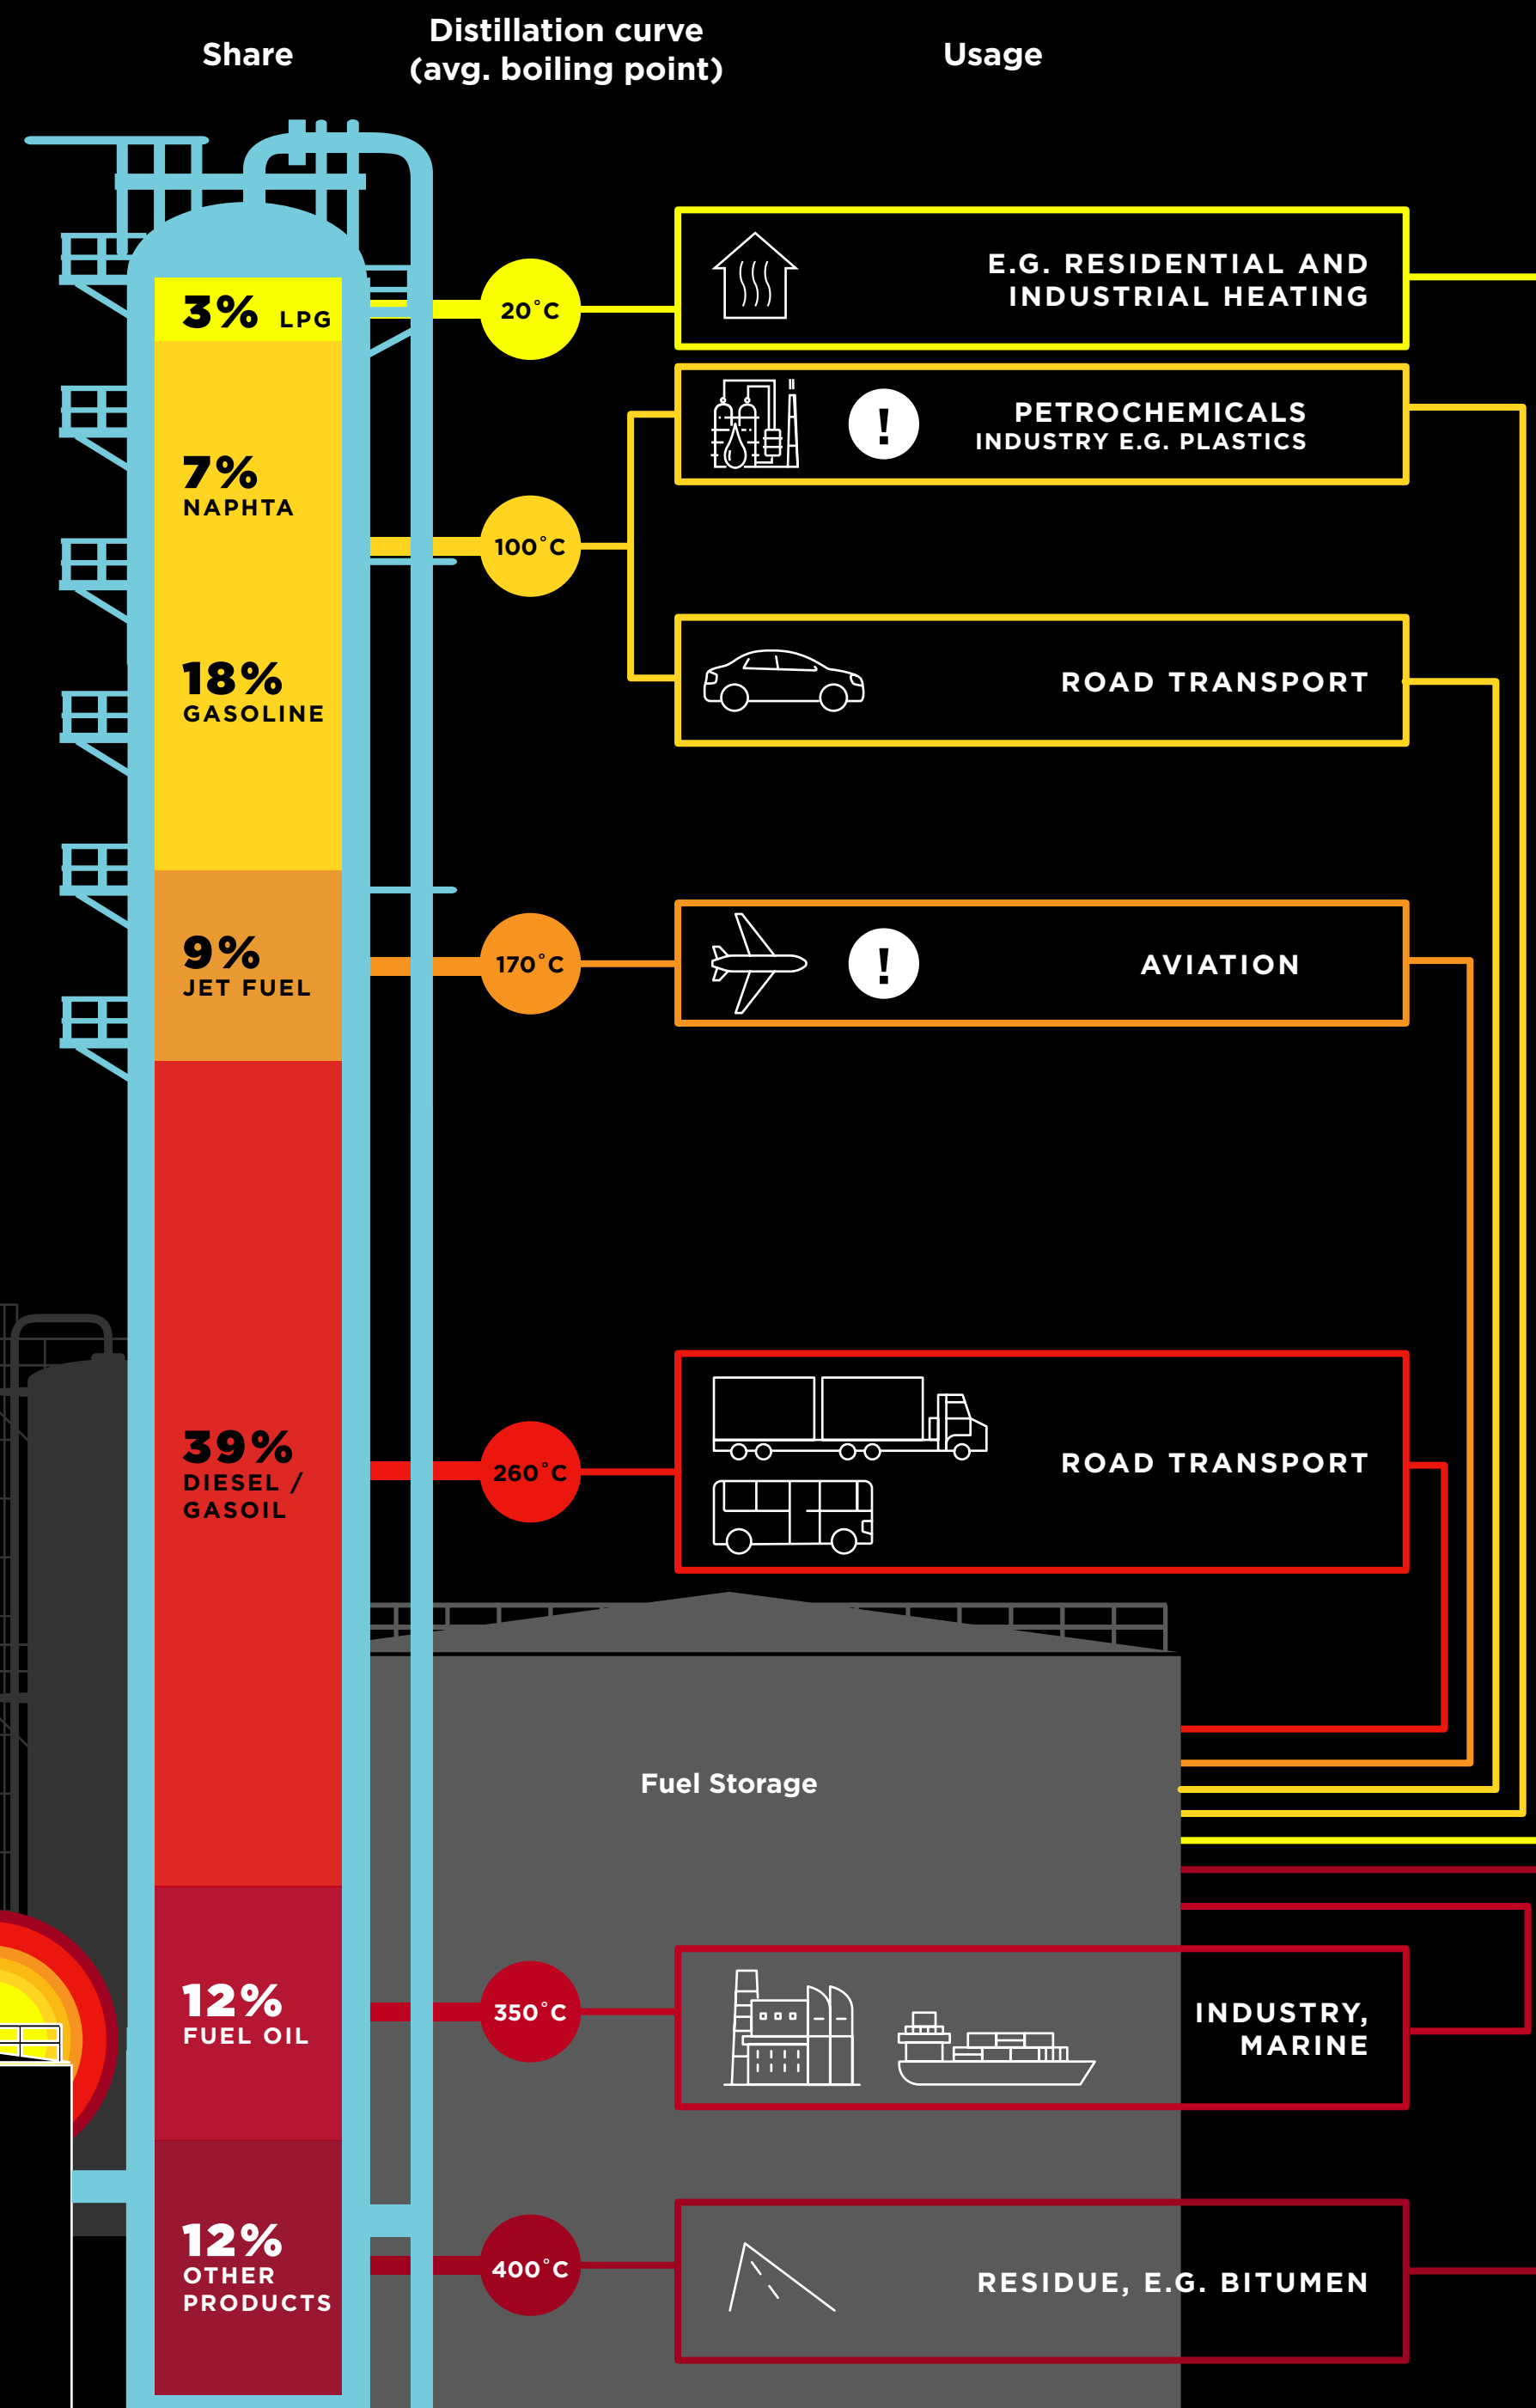 Share
Distillation curve
(avg. boiling point)
Usage
3% LPG
20°C
E.G. RESIDENTIAL AND
INDUSTRIAL HEATING
7%
NAPHTA
100°C
!
PETROCHEMICALS
INDUSTRY E.G. PLASTICS
18%
GASOLINE
ROAD TRANSPORT
9%
JET FUEL
170°C
!
AVIATION
39%
DIESEL /
GASOIL
260°C
ROAD TRANSPORT
Fuel Storage
12%
FUEL OIL
350°C
INDUSTRY,
MARINE
12%
OTHER
PRODUCTS
400°C
RESIDUE, E.G. BITUMEN